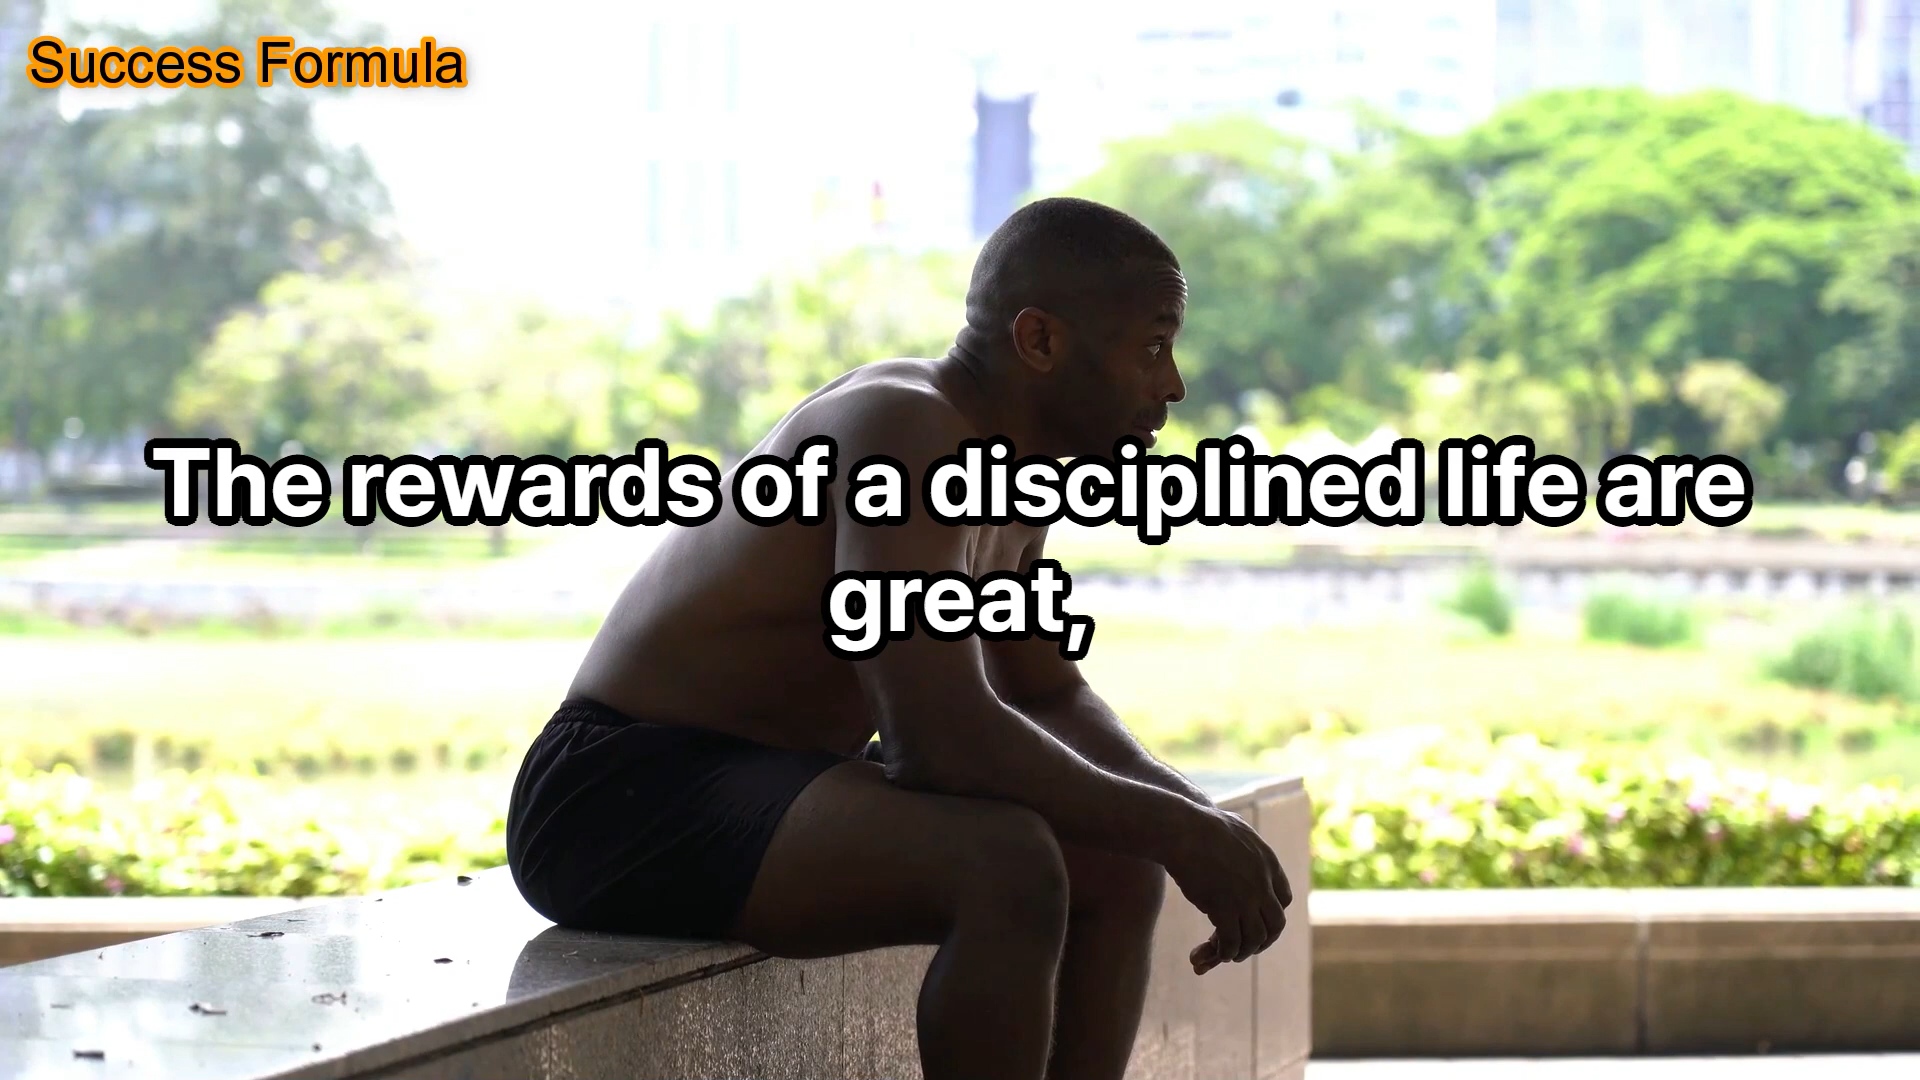 Success Formula
The rewards of a disciplined life are
great,